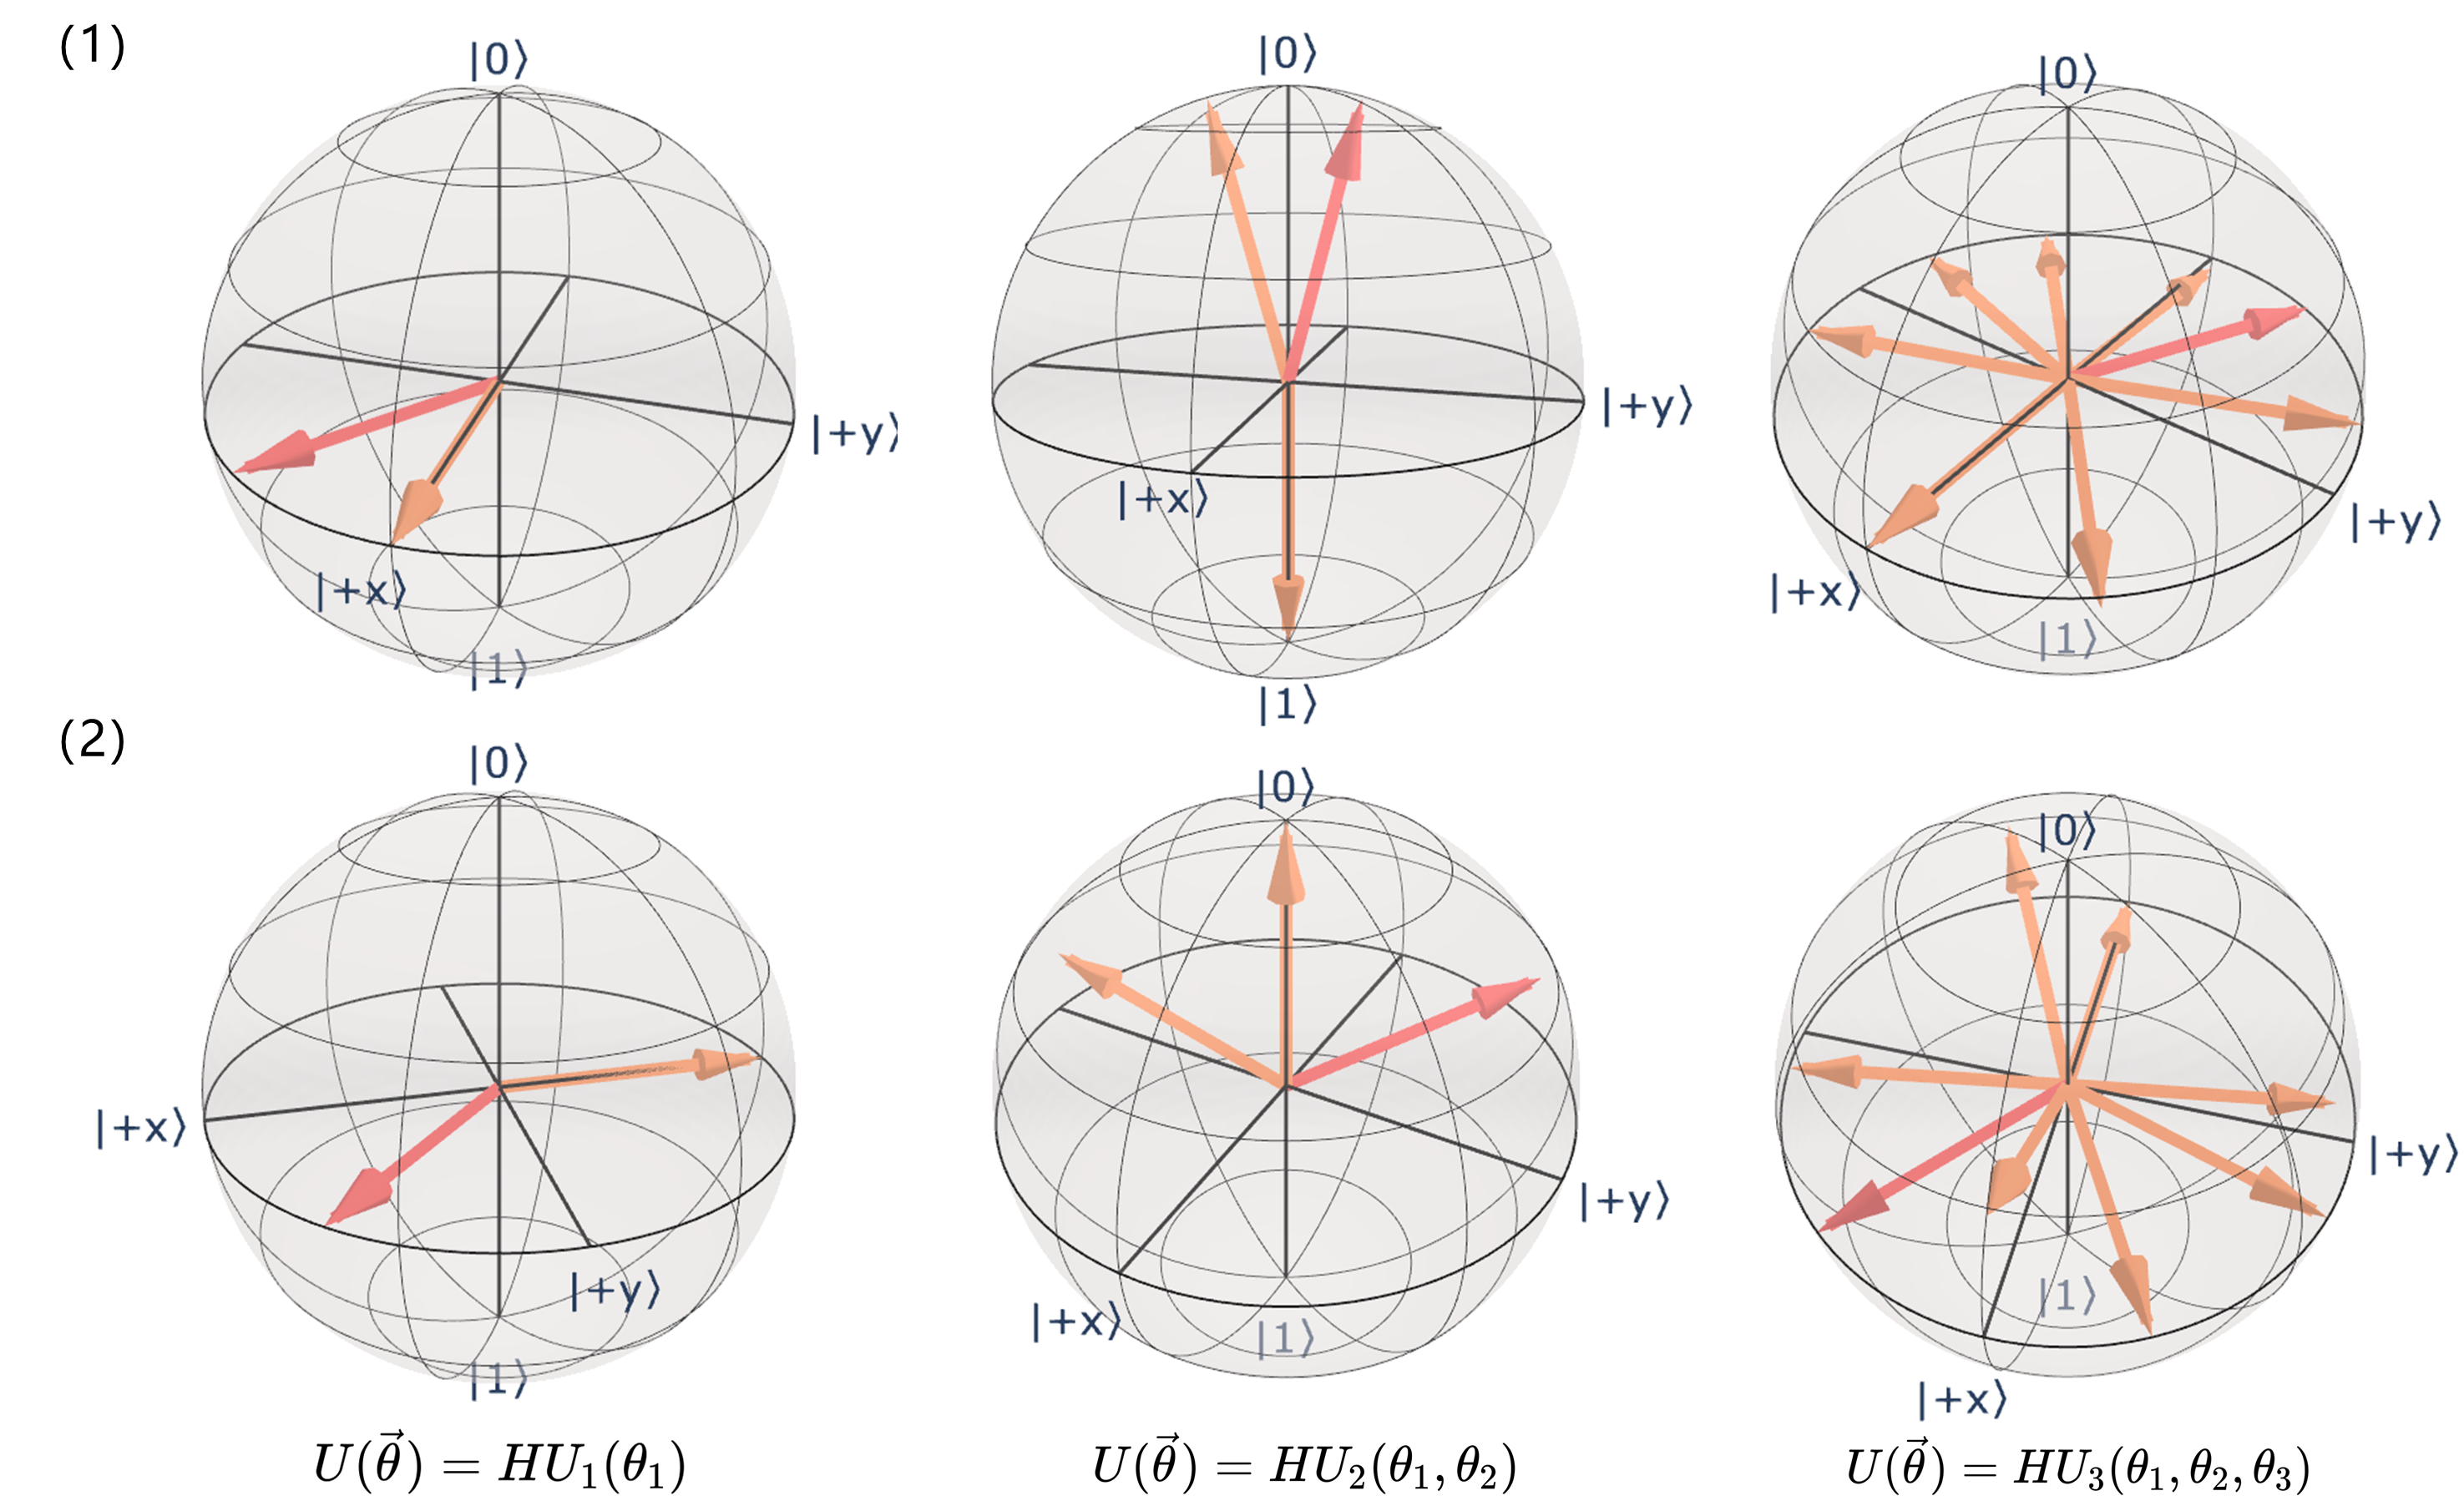 (1)
|0⟩
|+y⟩
|+x⟩
|1⟩
|0⟩
|+y⟩
|+x⟩
|1⟩
|0⟩
|+y⟩
|+x⟩
|1⟩
(2)
|0⟩
|+x⟩
|+y⟩
|1⟩
|0⟩
|+y⟩
|+x⟩
|1⟩
|0⟩
|+y⟩
|1⟩
|+x⟩
U(θ⃗) = HU₁(θ₁)
U(θ⃗) = HU₂(θ₁, θ₂)
U(θ⃗) = HU₃(θ₁, θ₂, θ₃)